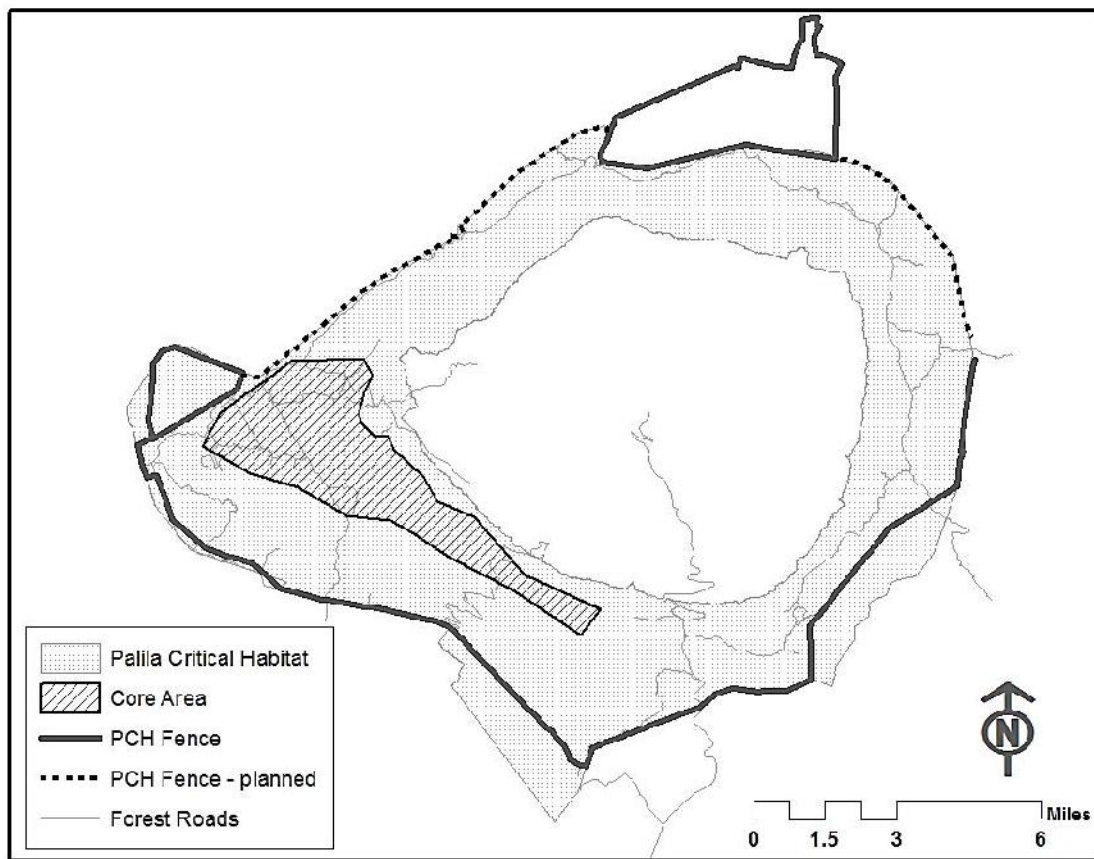 Palila Critical Habitat
Core Area
PCH Fence
PCH Fence - planned
Forest Roads
N
Miles
0 1.5 3 6